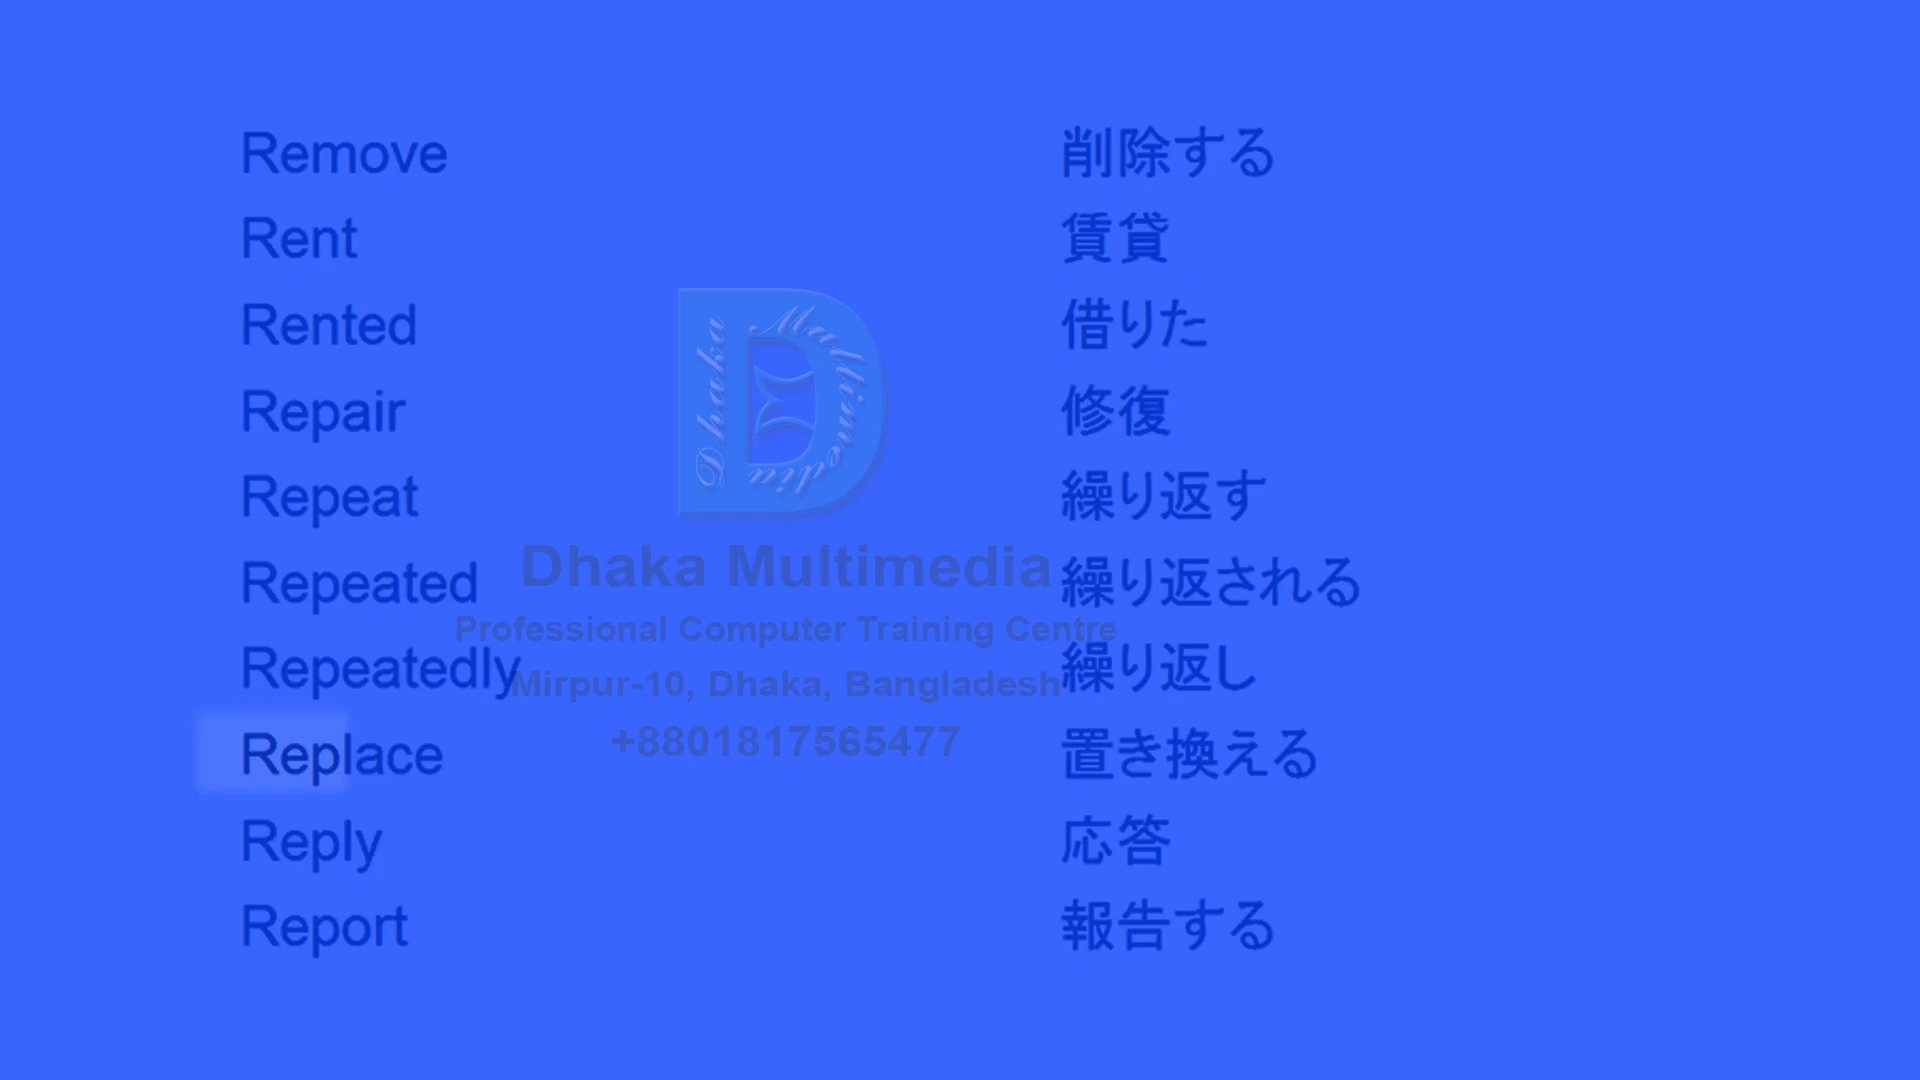 Remove 削除する
Rent 賃貸
Rented 借りた
Repair 修復
Repeat 繰り返す
Repeated 繰り返される
Repeatedly 繰り返し
Replace 置き換える
Reply 応答
Report 報告する
Dhaka Multimedia
Dhaka Multimedia
Professional Computer Training Centre
Mirpur-10, Dhaka, Bangladesh
+8801817565477